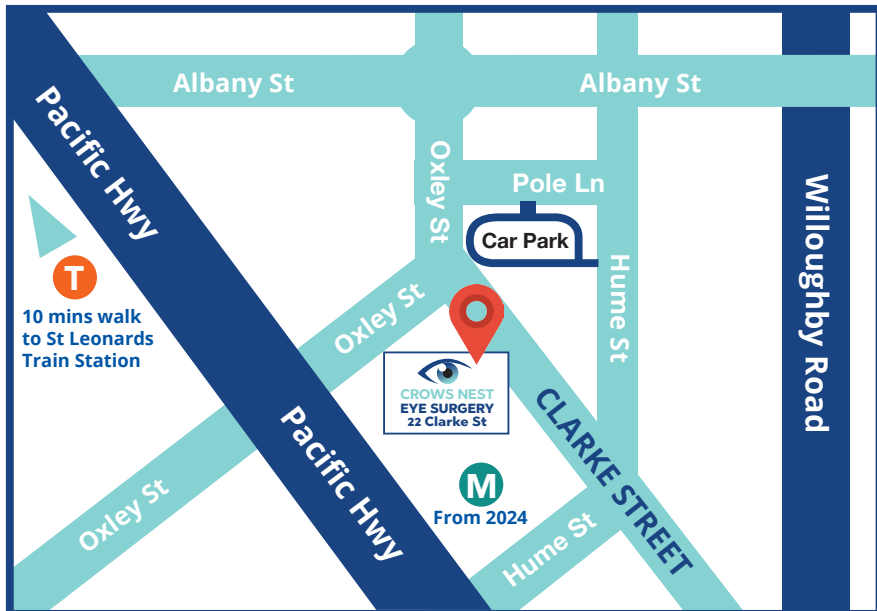 Albany St
Albany St
Pacific Hwy
Oxley St
Pole Ln
Car Park
Willoughby Road
Hume St
T
10 mins walk
to St Leonards
Train Station
Oxley St
CROWS NEST
EYE SURGERY
22 Clarke St
CLARKE STREET
Pacific Hwy
M
From 2024
Oxley St
Hume St